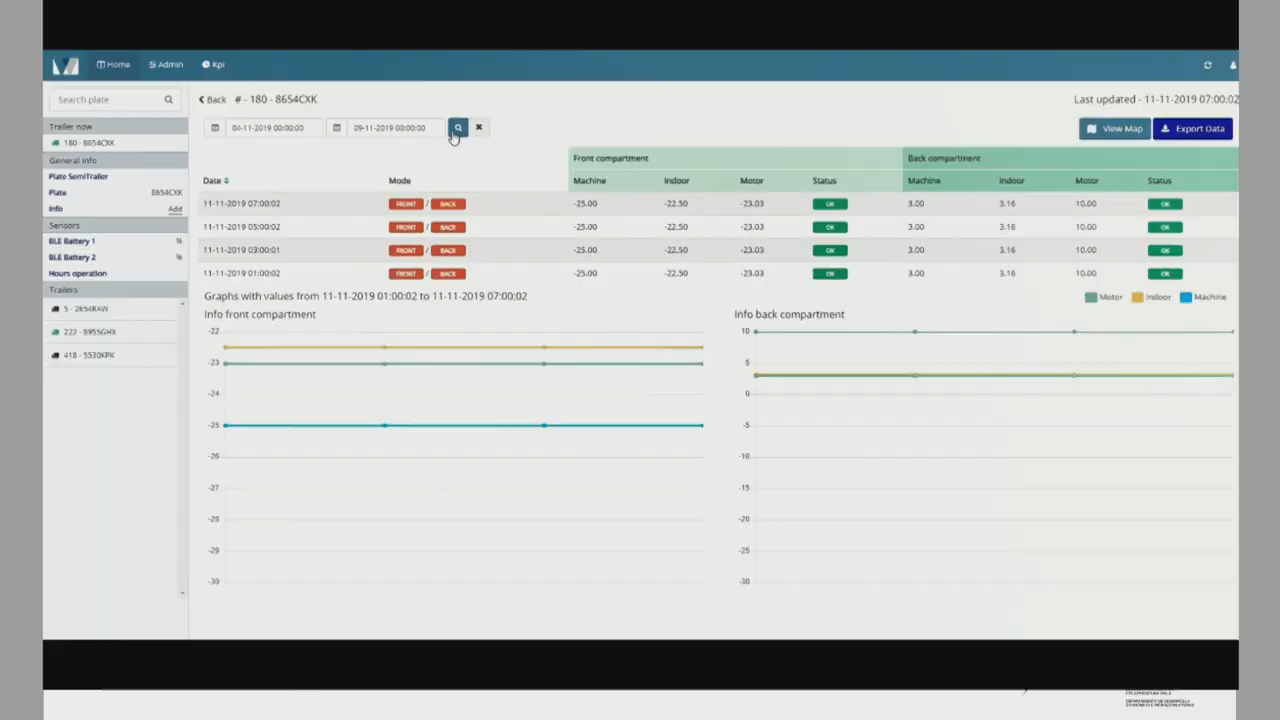 Home Admin Kpi
Search plate
Back # - 180 - 8654CXK
Last updated - 11-11-2019 07:00:02
04-11-2019 00:00:00 09-11-2019 00:00:00
View Map Export Data
Trailer now
180 - 8654CXK
General info
Plate SemiTrailer
Plate 8654CXK
Info Add
Sensors
BLE Battery 1 %
BLE Battery 2 %
Hours operation
Trailers
5 - 2654RAW
222 - 8955GHX
418 - 5530KPK
Front compartment Back compartment
Date Mode Machine Indoor Motor Status Machine Indoor Motor Status
11-11-2019 07:00:02 FRONT / BACK -25.00 -22.50 -23.03 OK 3.00 3.16 10.00 OK
11-11-2019 05:00:02 FRONT / BACK -25.00 -22.50 -23.03 OK 3.00 3.16 10.00 OK
11-11-2019 03:00:01 FRONT / BACK -25.00 -22.50 -23.03 OK 3.00 3.16 10.00 OK
11-11-2019 01:00:02 FRONT / BACK -25.00 -22.50 -23.03 OK 3.00 3.16 10.00 OK
Graphs with values from 11-11-2019 01:00:02 to 11-11-2019 07:00:02
Motor Indoor Machine
Info front compartment
-22
-23
-24
-25
-26
-27
-28
-29
-30
Info back compartment
10
5
0
-5
-10
-15
-20
-25
-30
DEPARTAMENTO DE DESARROLLO
ECONÓMICO E INFRAESTRUCTURAS